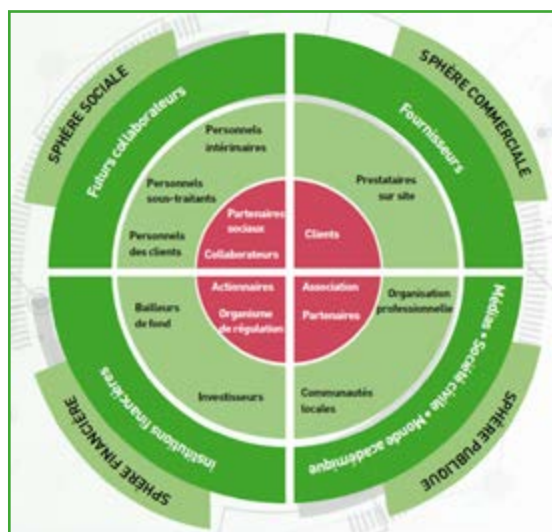 SPHÈRE SOCIALE
Futurs collaborateurs
Personnels
intérimaires
Personnels
sous-traitants
Personnels
des clients
Partenaires
sociaux
Collaborateurs
SPHÈRE COMMERCIALE
Fournisseurs
Prestataires
sur site
Clients
Actionnaires
Organisme
de régulation
Bailleurs
de fond
Investisseurs
institutions financières
SPHÈRE FINANCIÈRE
Association
Partenaires
Organisation
professionnelle
Communautés
locales
Médias • Société civile • Monde académique
SPHÈRE PUBLIQUE